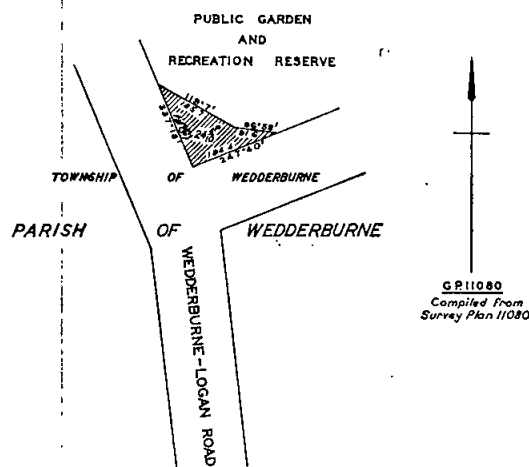 PUBLIC GARDEN
AND
RECREATION RESERVE
TOWNSHIP OF WEDDERBURNE
PARISH OF WEDDERBURNE
WEDDERBURNE-LOGAN ROAD
G.P.11080
Compiled from
Survey Plan 11080